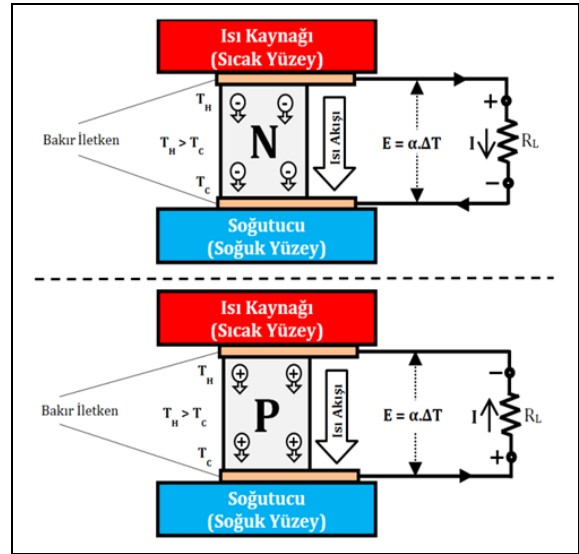 Isı Kaynağı
(Sıcak Yüzey)
Bakır İletken
T_H
T_H > T_C
T_C
N
Isı Akışı
E = α.ΔT
+
I
R_L
−
Soğutucu
(Soğuk Yüzey)
Isı Kaynağı
(Sıcak Yüzey)
Bakır İletken
T_H
T_H > T_C
T_C
P
Isı Akışı
E = α.ΔT
−
I
R_L
+
Soğutucu
(Soğuk Yüzey)